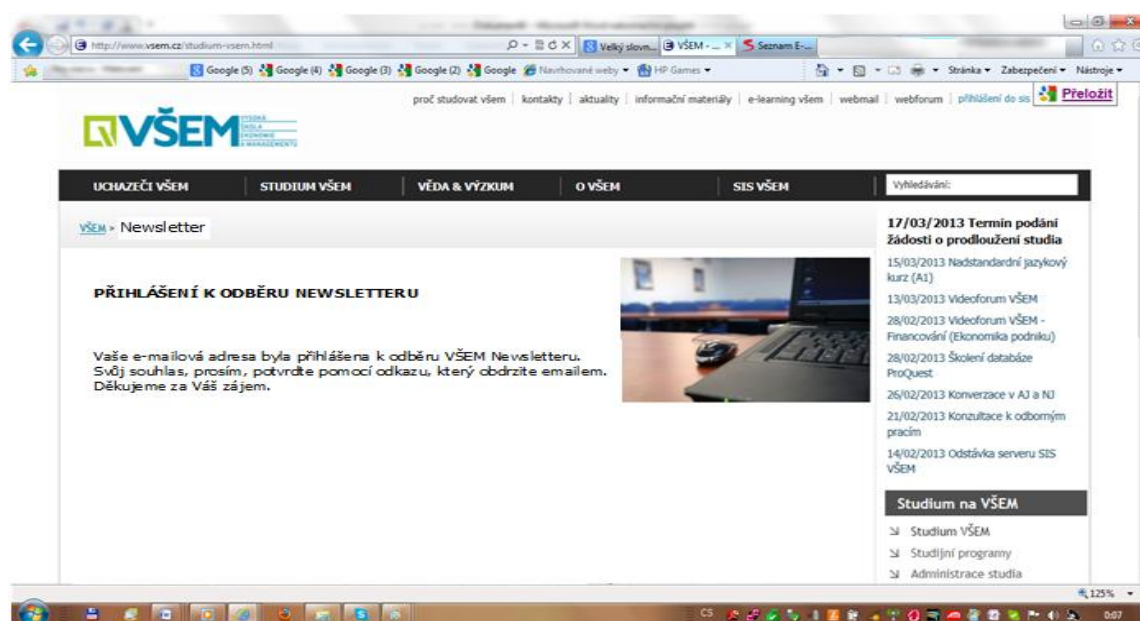 http://www.vsem.cz/studium-vsem.html
Velký slovn...
VŠEM - ...
Seznam E-...
Google (5)
Google (4)
Google (3)
Google (2)
Google
Navrhované weby
HP Games
Stránka
Zabezpečení
Nástroje
proč studovat všem
kontakty
aktuality
informační materiály
e-learning všem
webmail
webforum
přihlášení do sis
Přeložit
VŠEM
VYSOKÁ
ŠKOLA
EKONOMIE
A MANAGEMENTU
UCHAZEČI VŠEM
STUDIUM VŠEM
VĚDA & VÝZKUM
O VŠEM
SIS VŠEM
Vyhledávání:
VŠEM » Newsletter
PŘIHLÁŠENÍ K ODBĚRU NEWSLETTERU
Vaše e-mailová adresa byla přihlášena k odběru VŠEM Newsletteru.
Svůj souhlas, prosím, potvrdte pomocí odkazu, který obdrzite emailem.
Děkujeme za Váš zájem.
17/03/2013 Termín podání
žádosti o prodloužení studia
15/03/2013 Nadstandardní jazykový
kurz (A1)
13/03/2013 Videoforum VŠEM
28/02/2013 Videoforum VŠEM -
Financování (Ekonomika podniku)
28/02/2013 Školení databáze
ProQuest
26/02/2013 Konverzace v AJ a NJ
21/02/2013 Konzultace k odborným
pracím
14/02/2013 Odstávka serveru SIS
VŠEM
Studium na VŠEM
Studium VŠEM
Studijní programy
Administrace studia
125%
CS
0:07